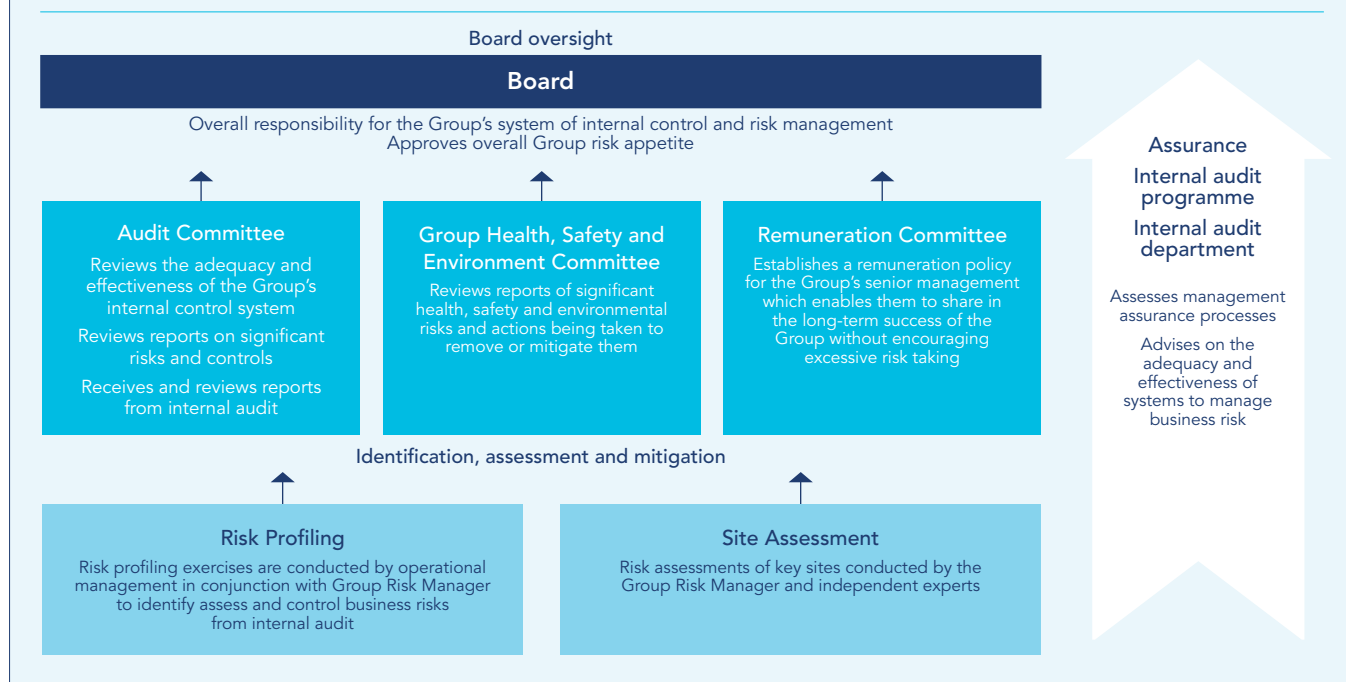 Board oversight
Board
Overall responsibility for the Group's system of internal control and risk management
Approves overall Group risk appetite
Audit Committee
Reviews the adequacy and
effectiveness of the Group's
internal control system
Reviews reports on significant
risks and controls
Receives and reviews reports
from internal audit
Group Health, Safety and
Environment Committee
Reviews reports of significant
health, safety and environmental
risks and actions being taken to
remove or mitigate them
Remuneration Committee
Establishes a remuneration policy
for the Group's senior management
which enables them to share in
the long-term success of the
Group without encouraging
excessive risk taking
Identification, assessment and mitigation
Risk Profiling
Risk profiling exercises are conducted by operational
management in conjunction with Group Risk Manager
to identify assess and control business risks
from internal audit
Site Assessment
Risk assessments of key sites conducted by the
Group Risk Manager and independent experts
Assurance
Internal audit
programme
Internal audit
department
Assesses management
assurance processes
Advises on the
adequacy and
effectiveness of
systems to manage
business risk